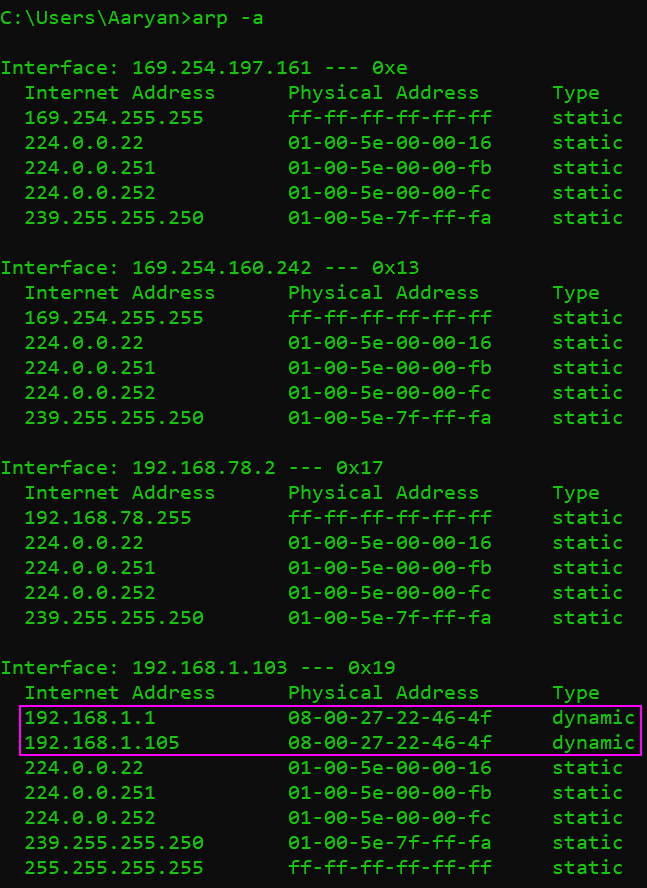 C:\Users\Aaryan>arp -a
Interface: 169.254.197.161 --- 0xe
Internet Address Physical Address Type
169.254.255.255 ff-ff-ff-ff-ff-ff static
224.0.0.22 01-00-5e-00-00-16 static
224.0.0.251 01-00-5e-00-00-fb static
224.0.0.252 01-00-5e-00-00-fc static
239.255.255.250 01-00-5e-7f-ff-fa static
Interface: 169.254.160.242 --- 0x13
Internet Address Physical Address Type
169.254.255.255 ff-ff-ff-ff-ff-ff static
224.0.0.22 01-00-5e-00-00-16 static
224.0.0.251 01-00-5e-00-00-fb static
224.0.0.252 01-00-5e-00-00-fc static
239.255.255.250 01-00-5e-7f-ff-fa static
Interface: 192.168.78.2 --- 0x17
Internet Address Physical Address Type
192.168.78.255 ff-ff-ff-ff-ff-ff static
224.0.0.22 01-00-5e-00-00-16 static
224.0.0.251 01-00-5e-00-00-fb static
224.0.0.252 01-00-5e-00-00-fc static
239.255.255.250 01-00-5e-7f-ff-fa static
Interface: 192.168.1.103 --- 0x19
Internet Address Physical Address Type
192.168.1.1 08-00-27-22-46-4f dynamic
192.168.1.105 08-00-27-22-46-4f dynamic
224.0.0.22 01-00-5e-00-00-16 static
224.0.0.251 01-00-5e-00-00-fb static
224.0.0.252 01-00-5e-00-00-fc static
239.255.255.250 01-00-5e-7f-ff-fa static
255.255.255.255 ff-ff-ff-ff-ff-ff static